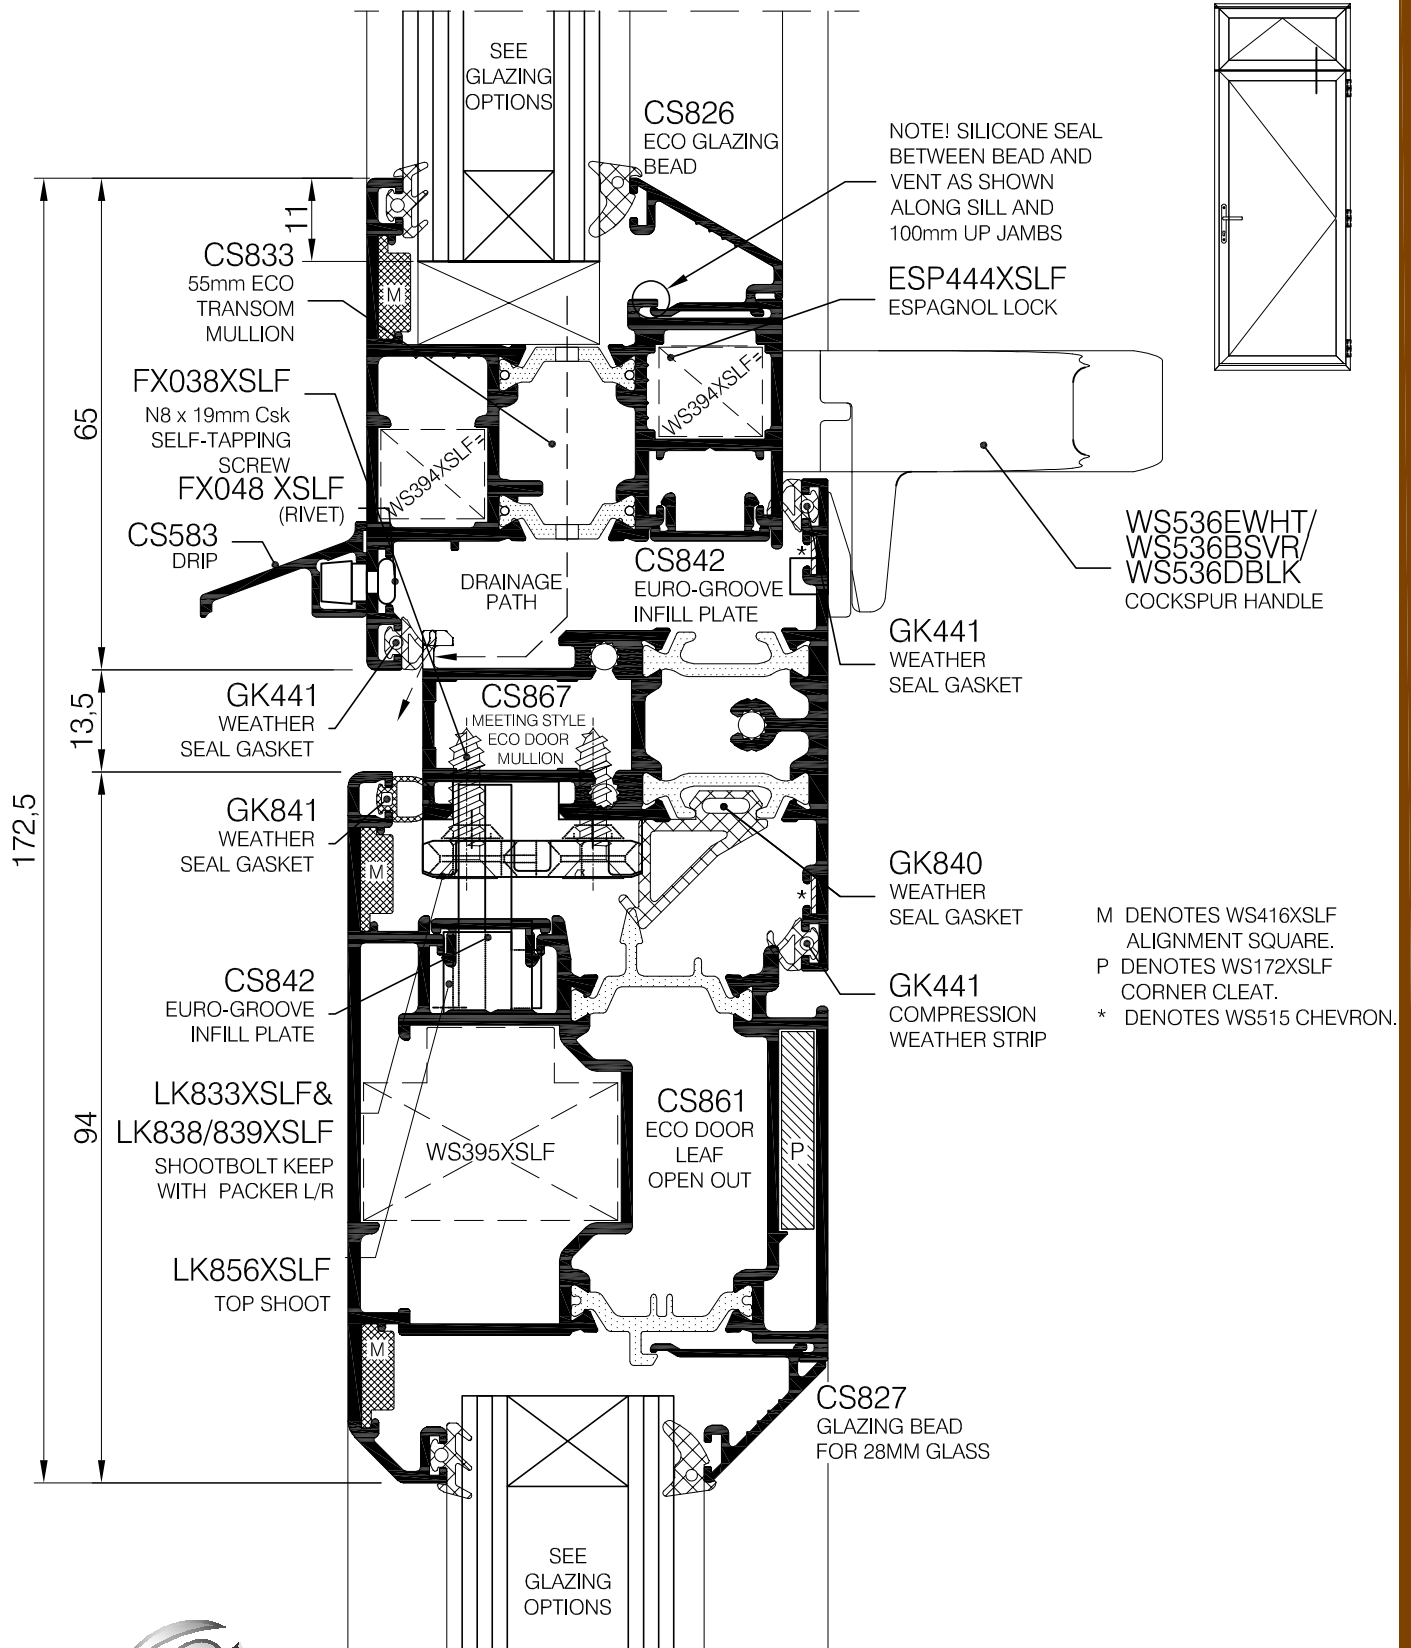 SEE
GLAZING
OPTIONS
CS826
ECO GLAZING
BEAD
NOTE! SILICONE SEAL
BETWEEN BEAD AND
VENT AS SHOWN
ALONG SILL AND
100mm UP JAMBS
ESP444XSLF
ESPAGNOL LOCK
11
CS833
55mm ECO
TRANSOM
MULLION
M
FX038XSLF
N8 x 19mm Csk
SELF-TAPPING
SCREW
FX048 XSLF
(RIVET)
CS583
DRIP
65
WS394XSLF=
WS394XSLF=
WS536EWHT/
WS536BSVR/
WS536DBLK
COCKSPUR HANDLE
DRAINAGE
PATH
CS842
EURO-GROOVE
INFILL PLATE
*
GK441
WEATHER
SEAL GASKET
GK441
WEATHER
SEAL GASKET
13,5
CS867
MEETING STYLE
ECO DOOR
MULLION
172,5
GK841
WEATHER
SEAL GASKET
M
GK840
WEATHER
SEAL GASKET
*
GK441
COMPRESSION
WEATHER STRIP
M DENOTES WS416XSLF
ALIGNMENT SQUARE.
P DENOTES WS172XSLF
CORNER CLEAT.
* DENOTES WS515 CHEVRON.
CS842
EURO-GROOVE
INFILL PLATE
LK833XSLF&
LK838/839XSLF
SHOOTBOLT KEEP
WITH PACKER L/R
94
WS395XSLF
CS861
ECO DOOR
LEAF
OPEN OUT
P
LK856XSLF
TOP SHOOT
M
CS827
GLAZING BEAD
FOR 28MM GLASS
SEE
GLAZING
OPTIONS